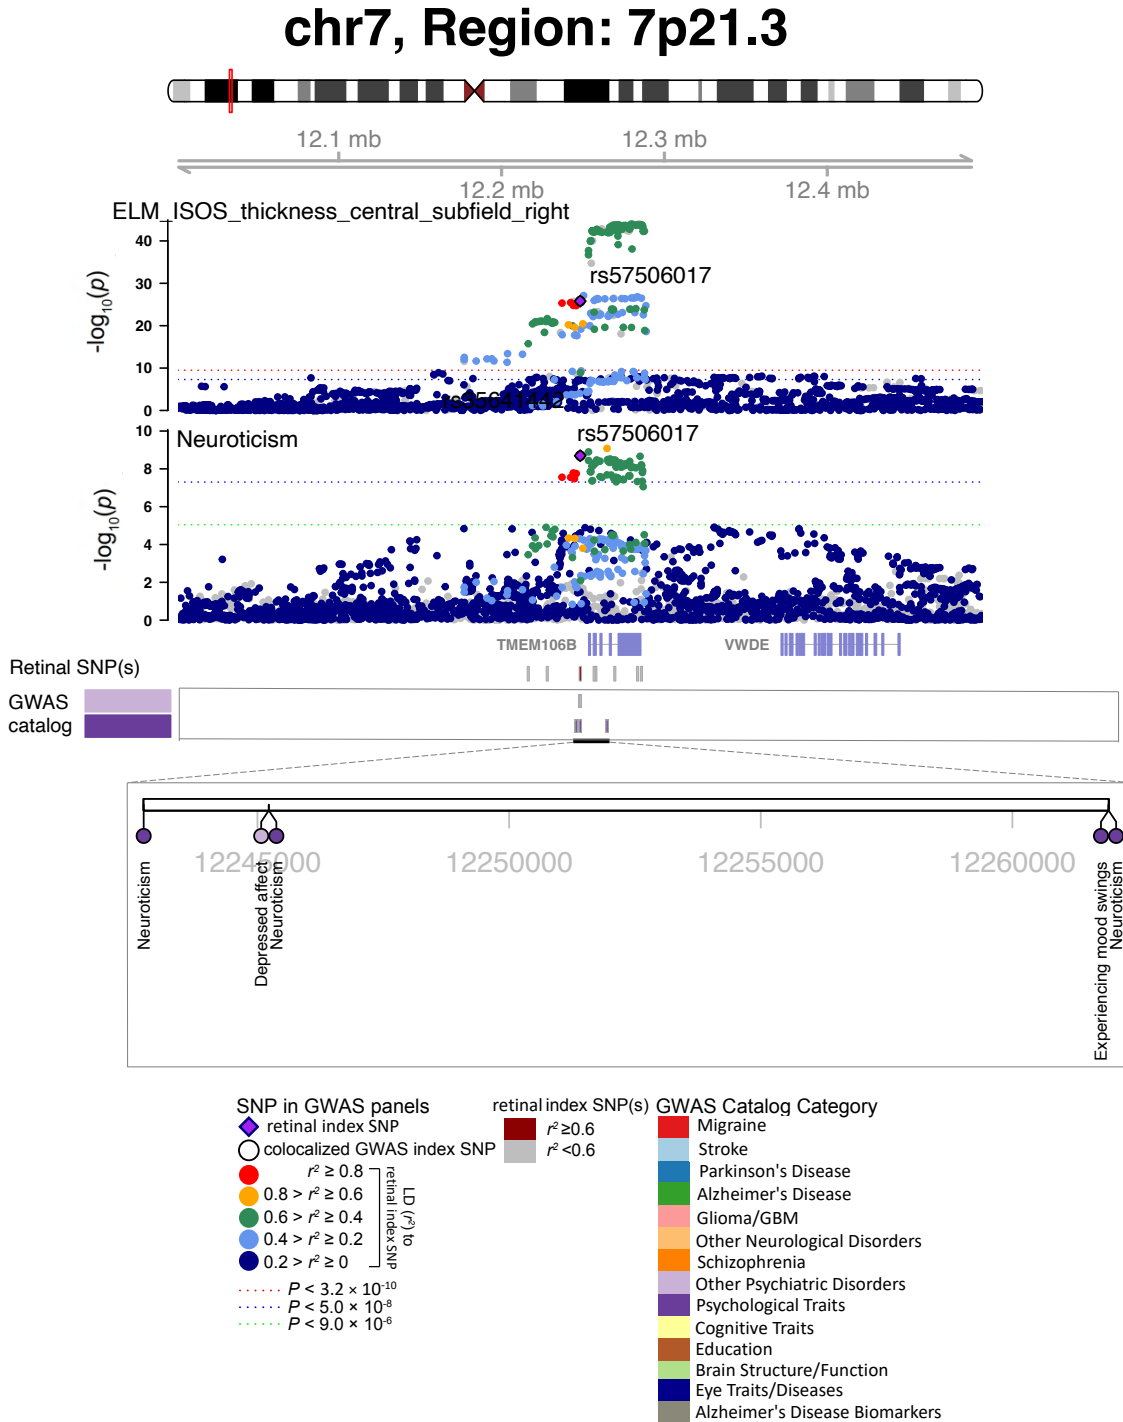 chr7, Region: 7p21.3
12.1 mb
12.3 mb
12.2 mb
12.4 mb
ELM_ISOS_thickness_central_subfield_right
40
30
20
10
0
-log10(p)
rs57506017
rs35641442
Neuroticism
rs57506017
10
8
6
4
2
0
-log10(p)
TMEM106B
VWDE
Retinal SNP(s)
GWAS
catalog
12245000
12250000
12255000
12260000
Neuroticism
Depressed affect
Neuroticism
Experiencing mood swings
Neuroticism
SNP in GWAS panels
retinal index SNP
colocalized GWAS index SNP
r² ≥ 0.8
0.8 > r² ≥ 0.6
0.6 > r² ≥ 0.4
0.4 > r² ≥ 0.2
0.2 > r² ≥ 0
LD (r²) to
retinal index SNP
P < 3.2 × 10⁻¹⁰
P < 5.0 × 10⁻⁸
P < 9.0 × 10⁻⁶
retinal index SNP(s)
r² ≥0.6
r² <0.6
GWAS Catalog Category
Migraine
Stroke
Parkinson's Disease
Alzheimer's Disease
Glioma/GBM
Other Neurological Disorders
Schizophrenia
Other Psychiatric Disorders
Psychological Traits
Cognitive Traits
Education
Brain Structure/Function
Eye Traits/Diseases
Alzheimer's Disease Biomarkers